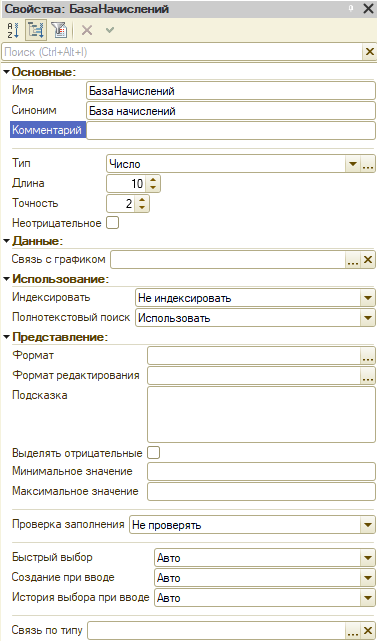 Свойства: БазаНачислений
Поиск (Ctrl+Alt+I)
Основные:
Имя БазаНачислений
Синоним База начислений
Комментарий
Тип Число
Длина 10
Точность 2
Неотрицательное
Данные:
Связь с графиком
Использование:
Индексировать Не индексировать
Полнотекстовый поиск Использовать
Представление:
Формат
Формат редактирования
Подсказка
Выделять отрицательные
Минимальное значение
Максимальное значение
Проверка заполнения Не проверять
Быстрый выбор Авто
Создание при вводе Авто
История выбора при вводе Авто
Связь по типу